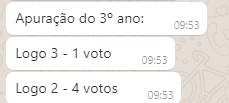 Apuração do 3º ano:
09:53
Logo 3 - 1 voto
09:53
Logo 2 - 4 votos
09:53